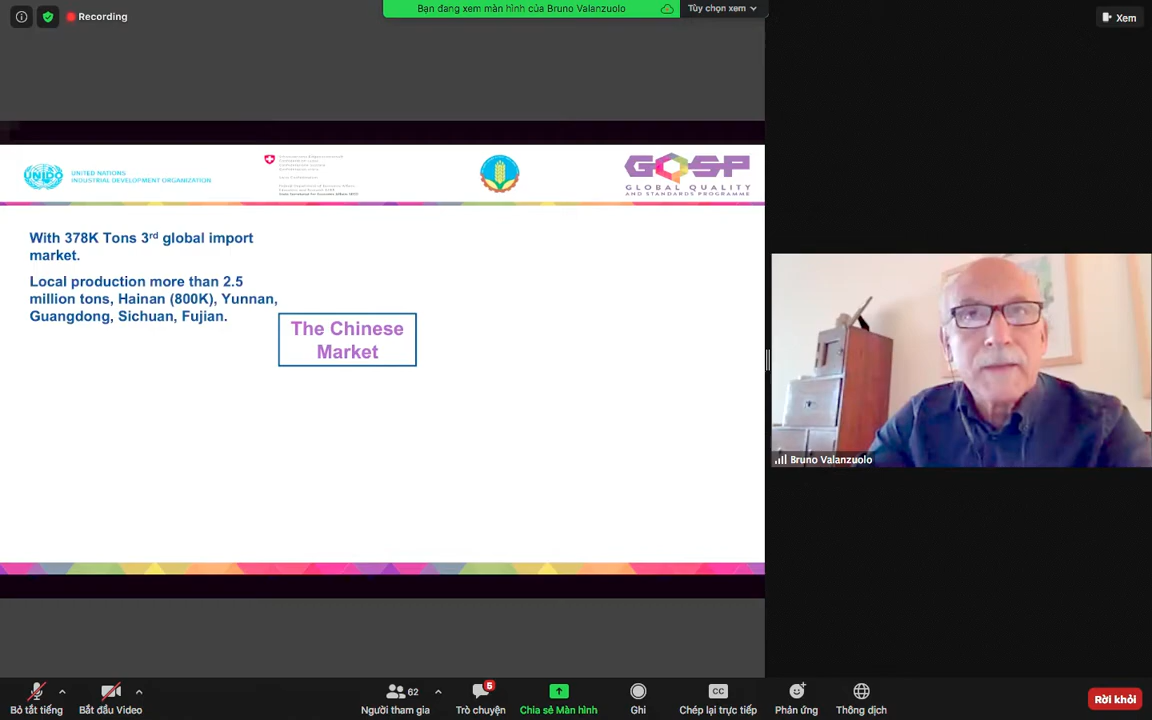 Recording
Bạn đang xem màn hình của Bruno Valanzuolo
Tùy chọn xem
Xem
UNIDO
UNITED NATIONS
INDUSTRIAL DEVELOPMENT ORGANIZATION
GQSP
GLOBAL QUALITY
AND STANDARDS PROGRAMME
With 378K Tons 3rd global import
market.
Local production more than 2.5
million tons, Hainan (800K), Yunnan,
Guangdong, Sichuan, Fujian.
The Chinese
Market
Bruno Valanzuolo
62
5
CC
Bỏ tắt tiếng
Bắt đầu Video
Người tham gia
Trò chuyện
Chia sẻ Màn hình
Ghi
Chép lại trực tiếp
Phản ứng
Thông dịch
Rời khỏi